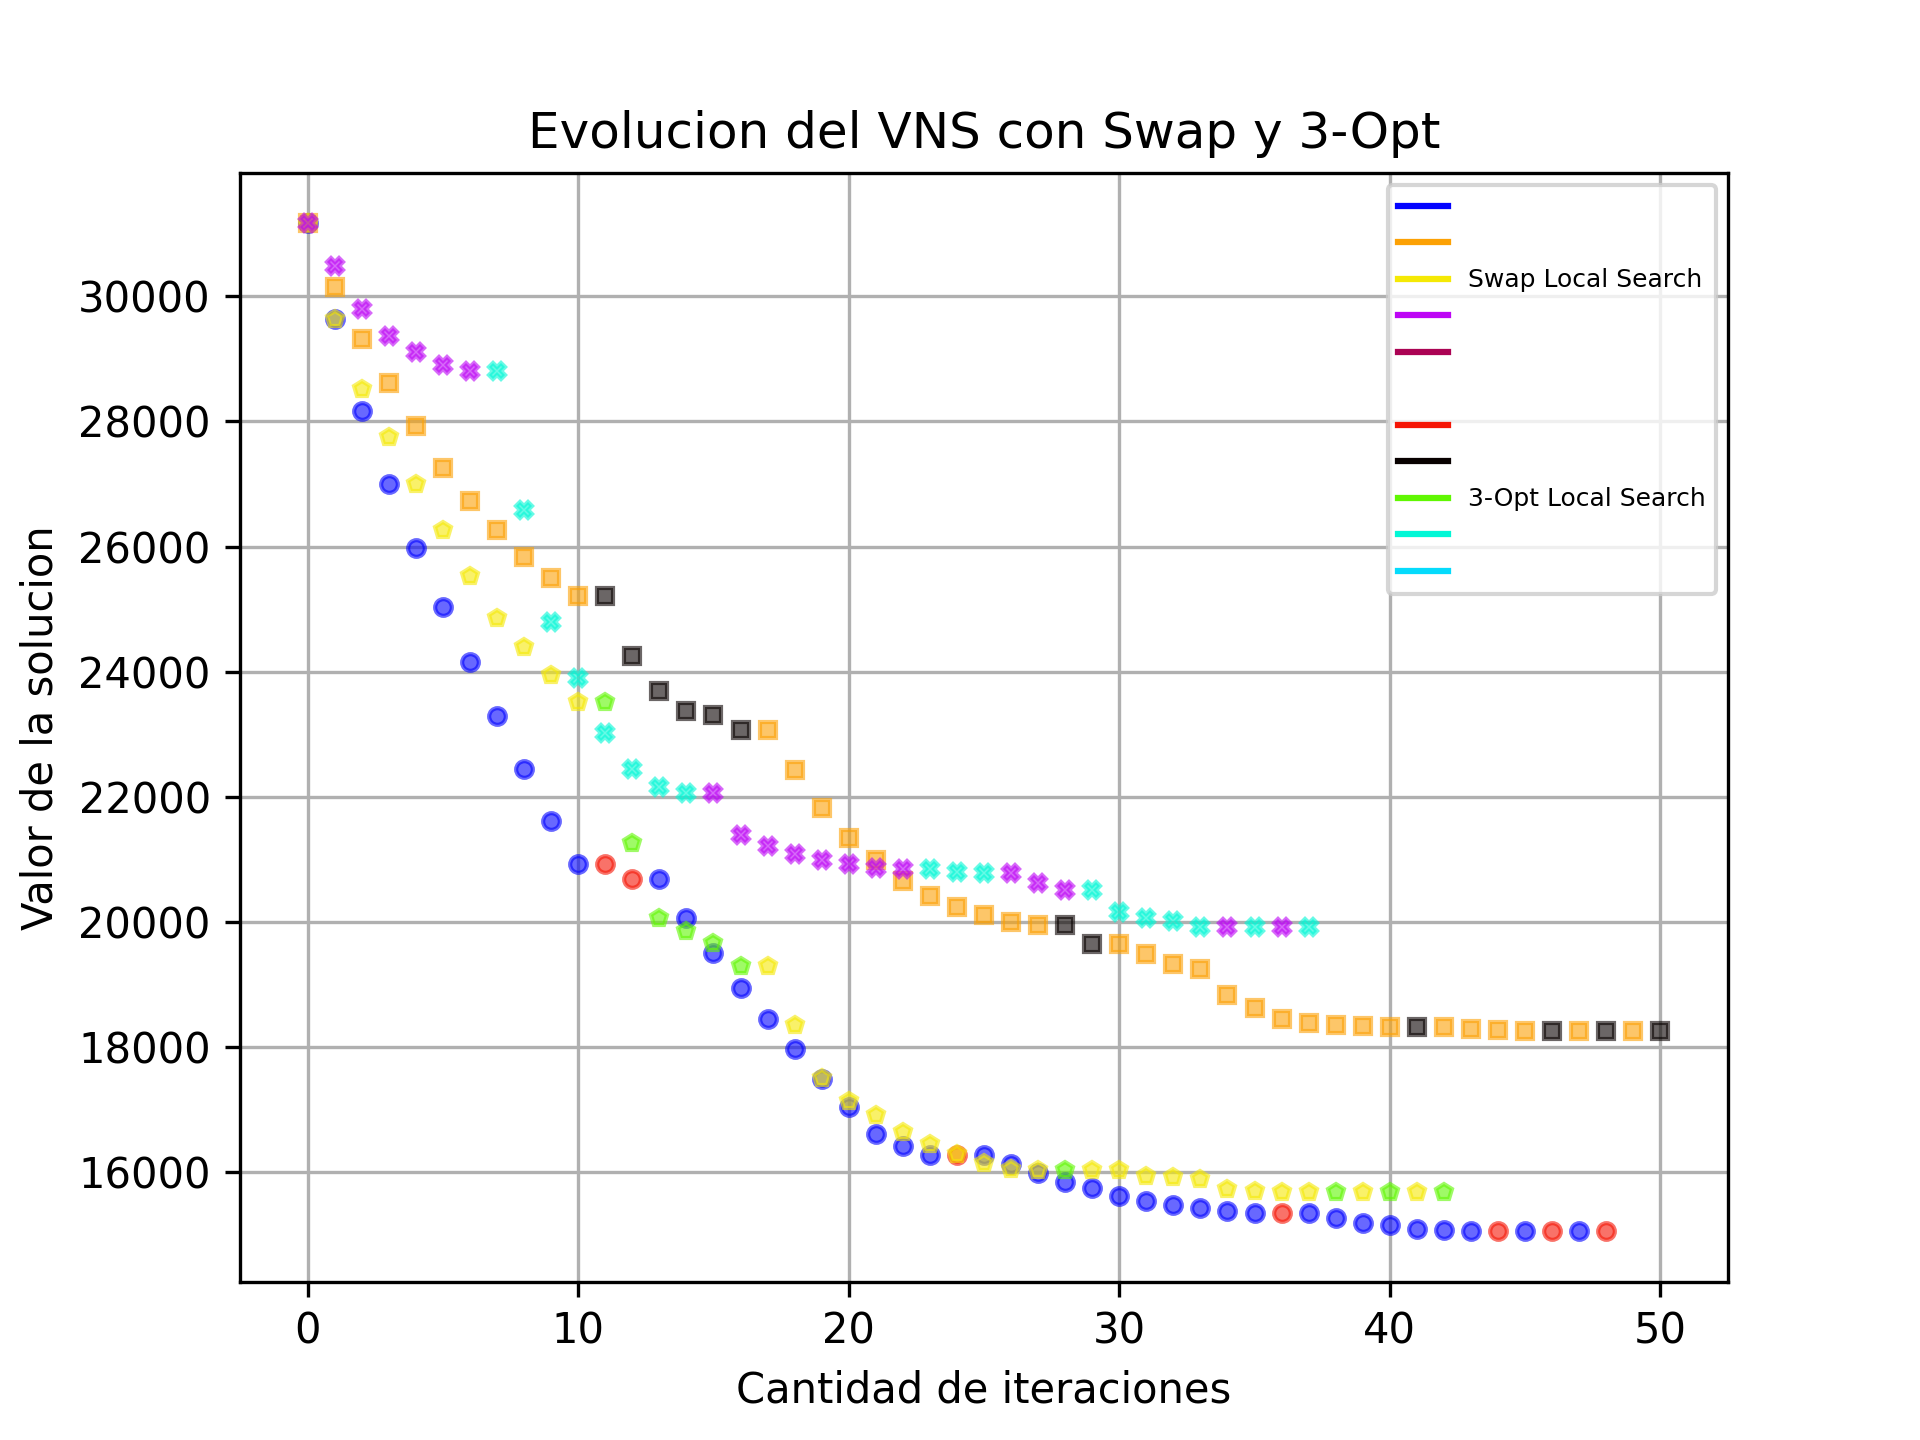 Evolucion del VNS con Swap y 3-Opt
Valor de la solucion
30000
28000
26000
24000
22000
20000
18000
16000
Swap Local Search
3-Opt Local Search
0 10 20 30 40 50
Cantidad de iteraciones